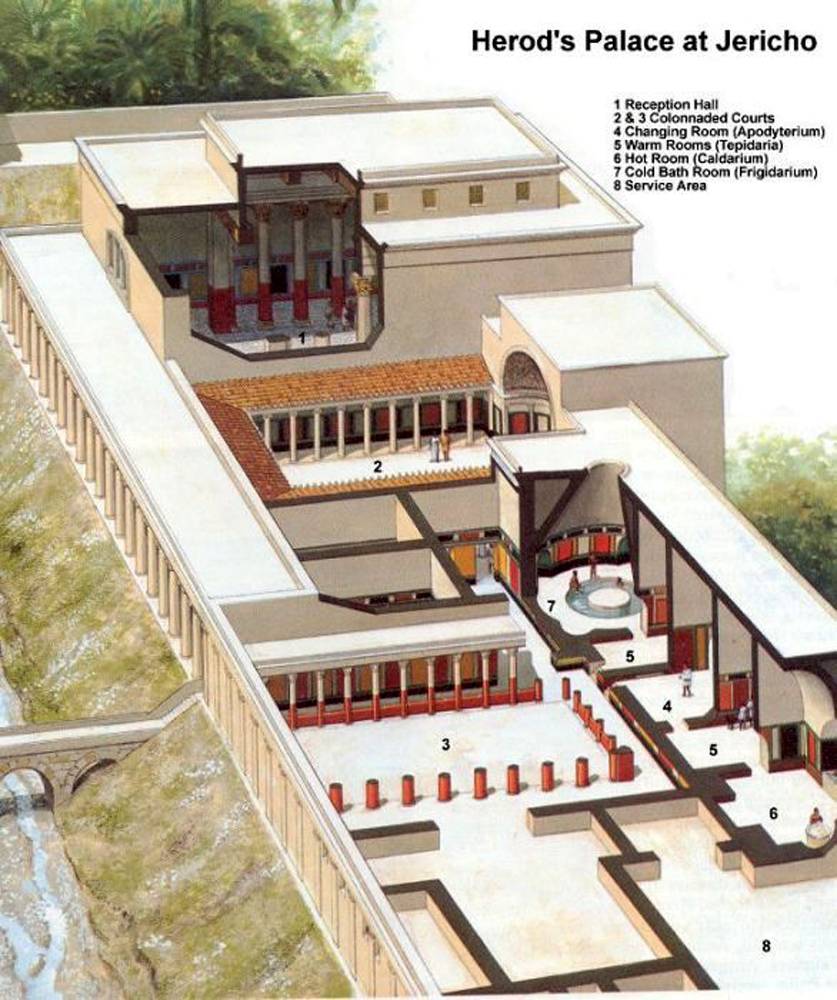 Herod's Palace at Jericho
1 Reception Hall
2 & 3 Colonnaded Courts
4 Changing Room (Apodyterium)
5 Warm Rooms (Tepidaria)
6 Hot Room (Caldarium)
7 Cold Bath Room (Frigidarium)
8 Service Area
1
2
7
5
4
3
5
6
8